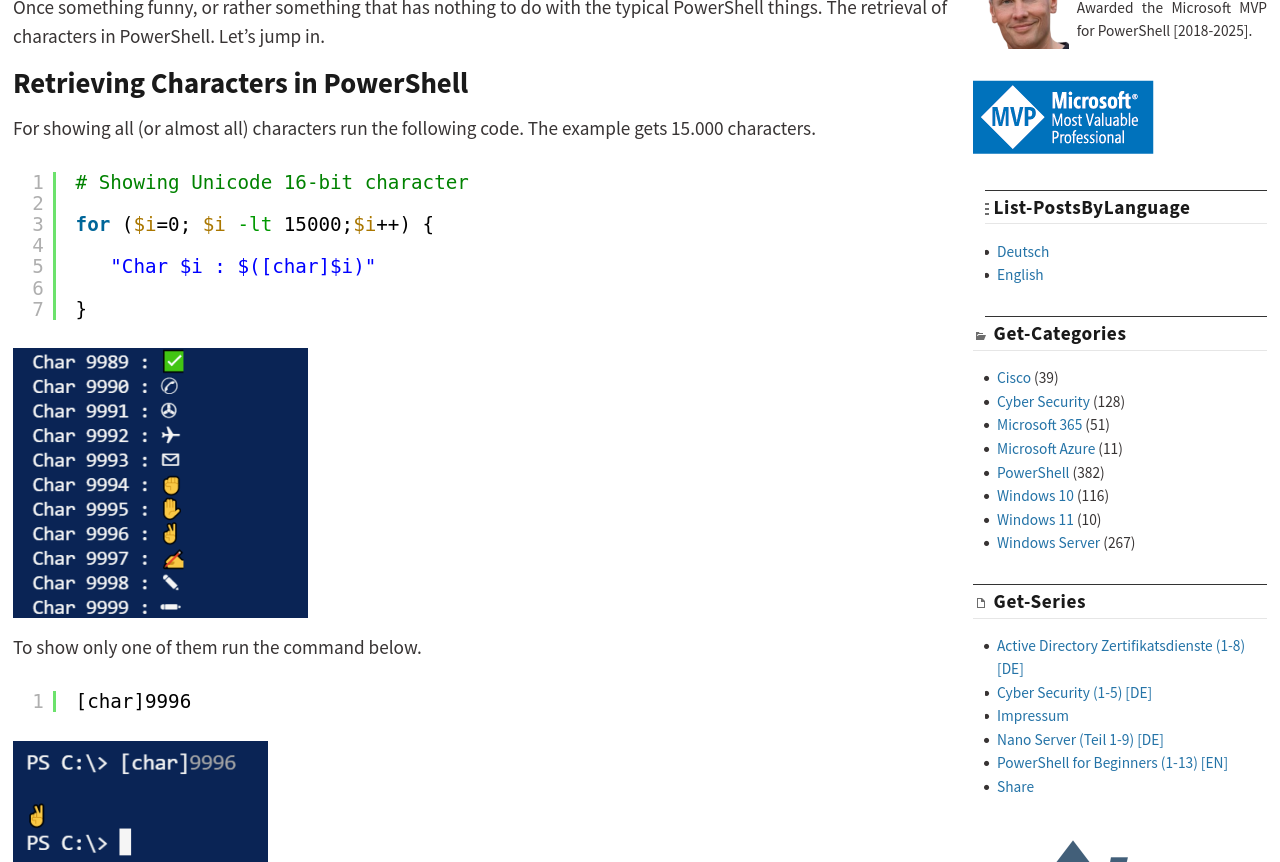 Once something funny, or rather something that has nothing to do with the typical PowerShell things. The retrieval of
characters in PowerShell. Let’s jump in.
Retrieving Characters in PowerShell
For showing all (or almost all) characters run the following code. The example gets 15.000 characters.
1 # Showing Unicode 16-bit character
2
3 for ($i=0; $i -lt 15000;$i++) {
4
5 "Char $i : $([char]$i)"
6
7 }
Char 9989 : ✅
Char 9990 : ✆
Char 9991 : ✇
Char 9992 : ✈
Char 9993 : ✉
Char 9994 : ✊
Char 9995 : ✋
Char 9996 : ✌
Char 9997 : ✍
Char 9998 : ✎
Char 9999 : ✏
To show only one of them run the command below.
1 [char]9996
PS C:\> [char]9996
✌
PS C:\>
Awarded the Microsoft MVP
for PowerShell [2018-2025].
MVP
Microsoft®
Most Valuable
Professional
List-PostsByLanguage
Deutsch
English
Get-Categories
Cisco (39)
Cyber Security (128)
Microsoft 365 (51)
Microsoft Azure (11)
PowerShell (382)
Windows 10 (116)
Windows 11 (10)
Windows Server (267)
Get-Series
Active Directory Zertifikatsdienste (1-8)
[DE]
Cyber Security (1-5) [DE]
Impressum
Nano Server (Teil 1-9) [DE]
PowerShell for Beginners (1-13) [EN]
Share